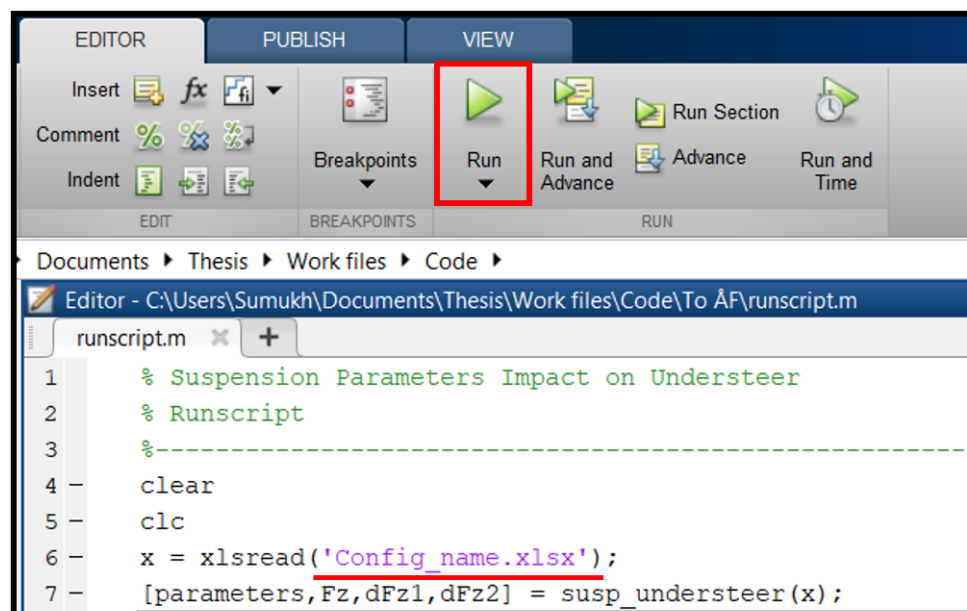 EDITOR PUBLISH VIEW
Insert fx fi
Comment % % %
Indent
Breakpoints
Run
Run and Advance
Run Section
Advance
Run and Time
EDIT BREAKPOINTS RUN
Documents Thesis Work files Code
Editor - C:\Users\Sumukh\Documents\Thesis\Work files\Code\To ÅF\runscript.m
runscript.m × +
1 % Suspension Parameters Impact on Understeer
2 % Runscript
3 %------------------------------------------------------
4 – clear
5 – clc
6 – x = xlsread('Config_name.xlsx');
7 – [parameters,Fz,dFz1,dFz2] = susp_understeer(x);